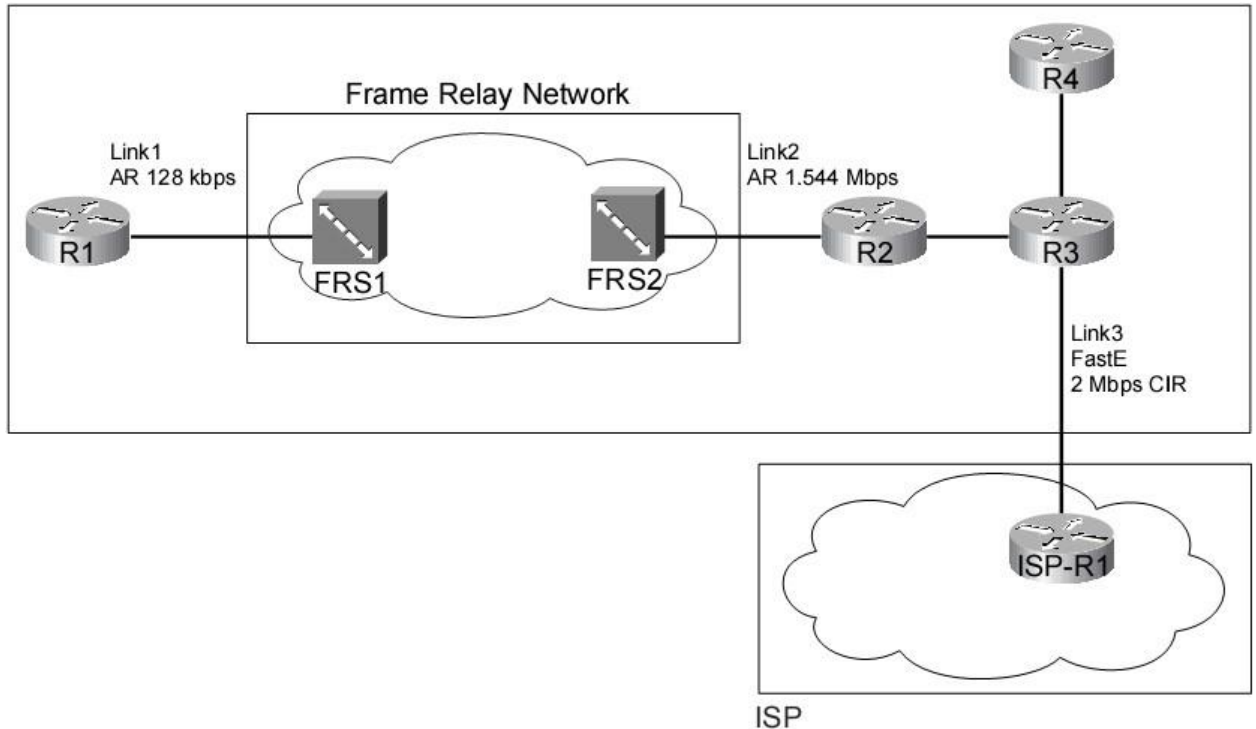 R4
Frame Relay Network
Link1
AR 128 kbps
Link2
AR 1.544 Mbps
R1
FRS1
FRS2
R2
R3
Link3
FastE
2 Mbps CIR
ISP-R1
ISP